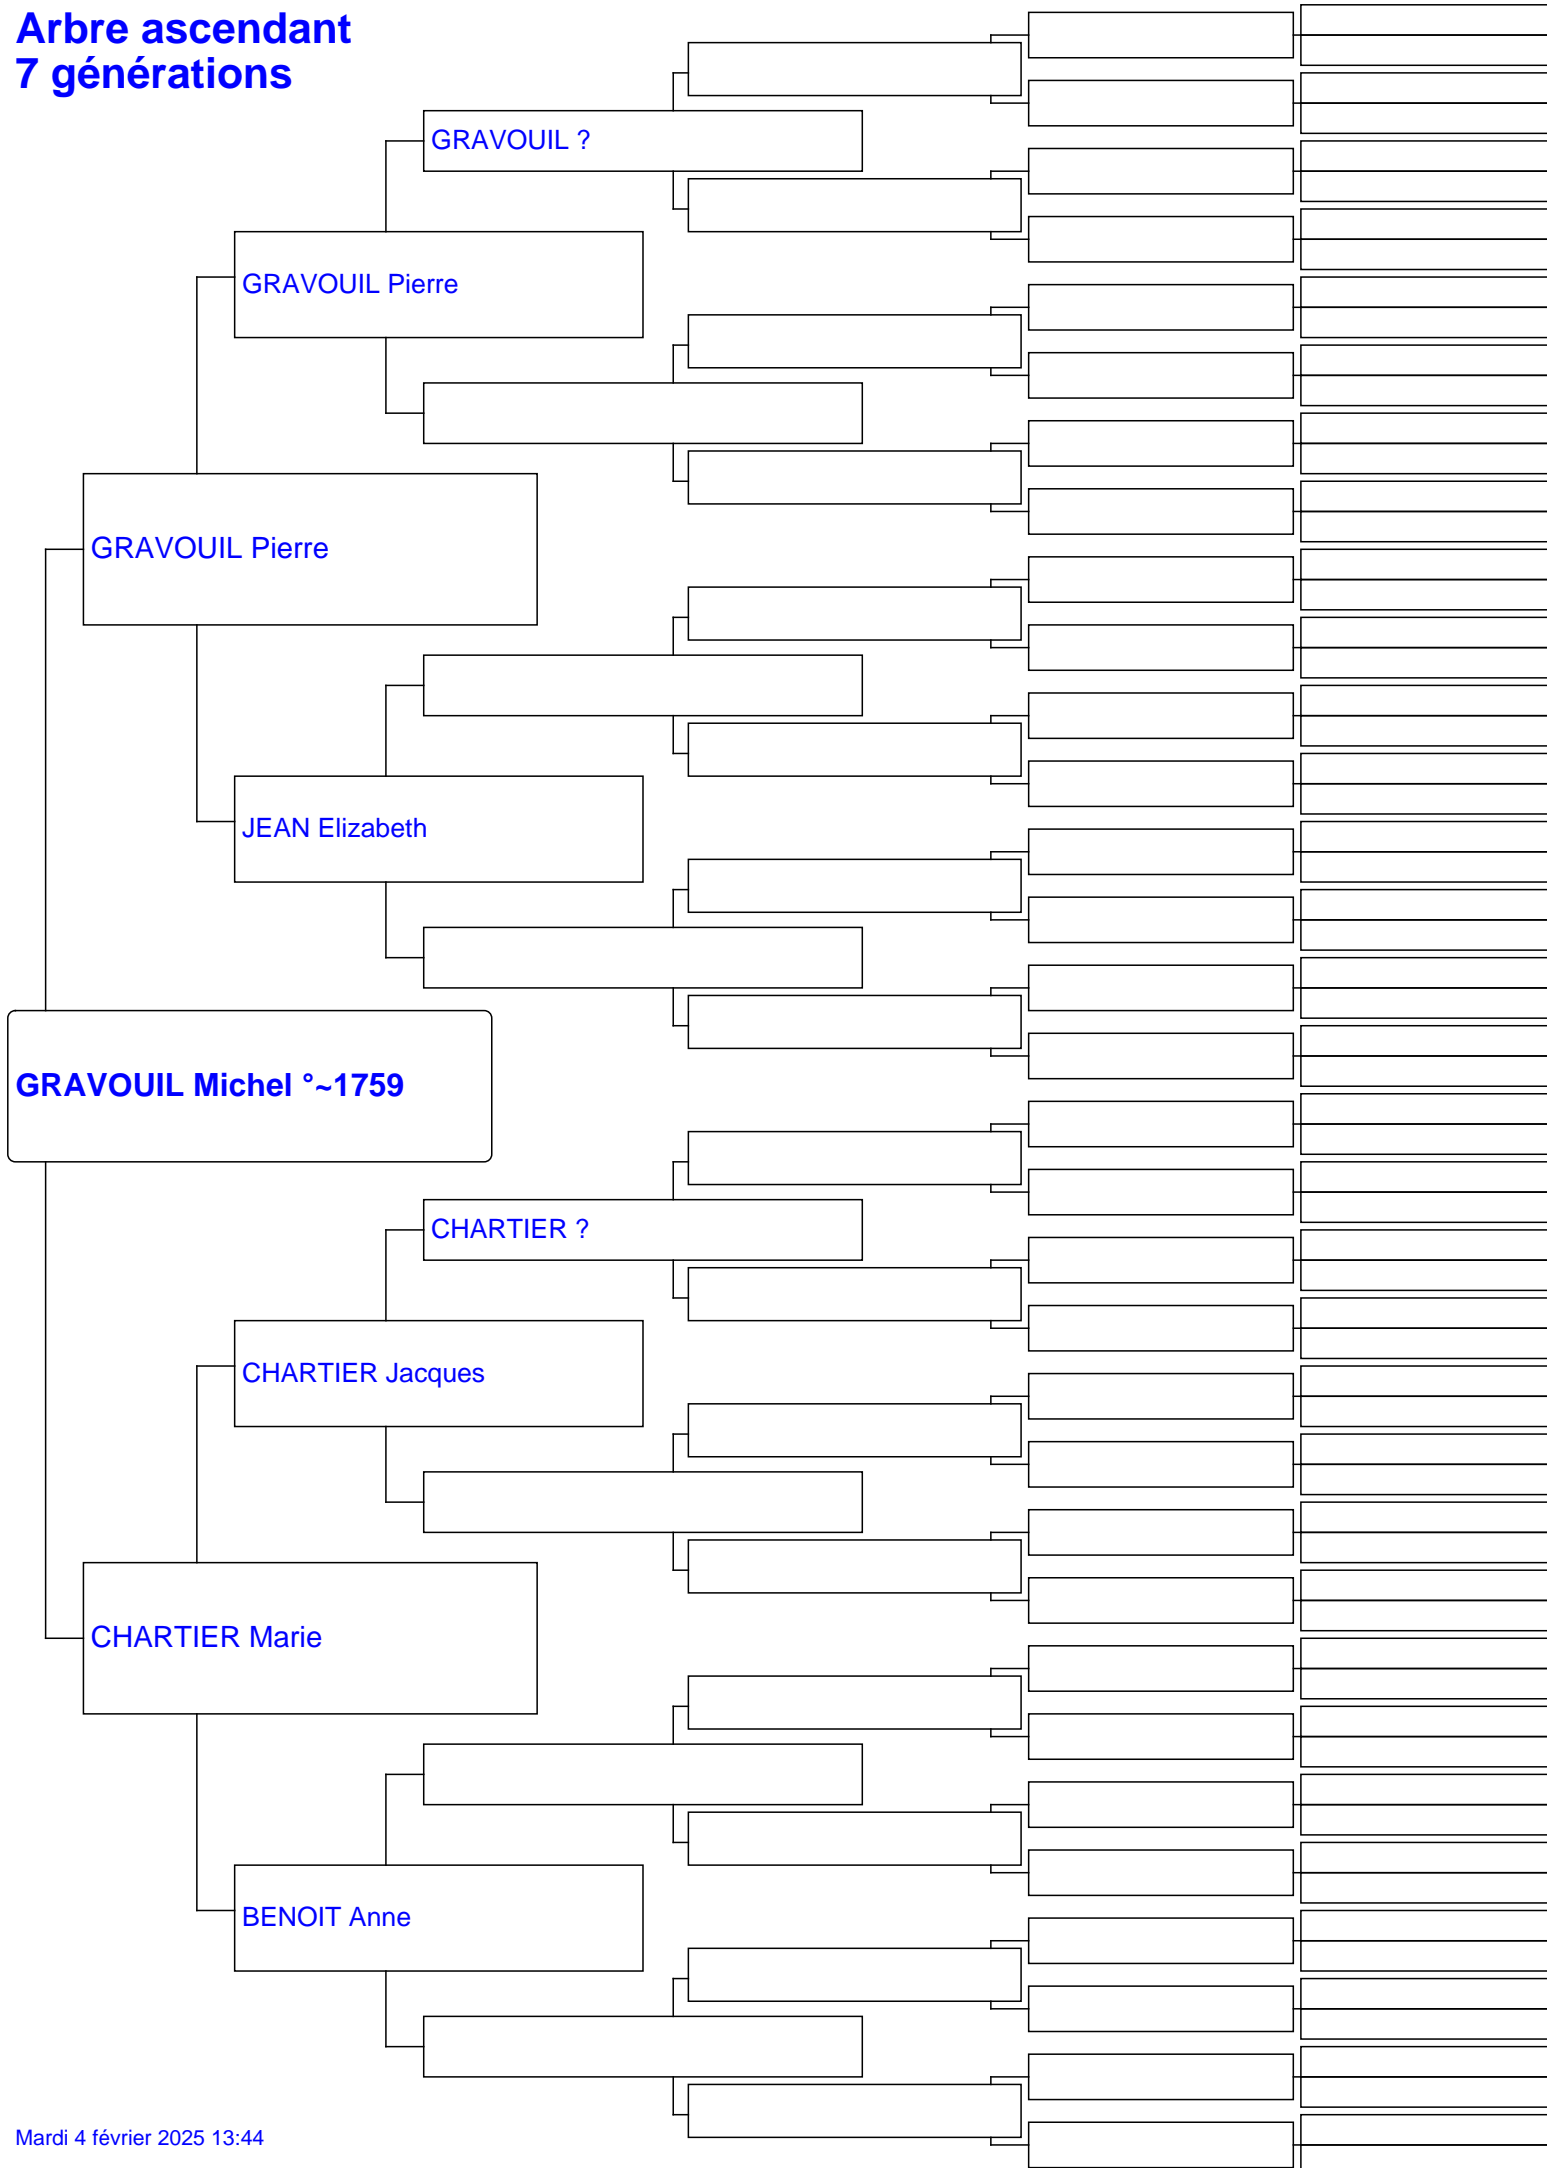 Arbre ascendant
7 générations
GRAVOUIL ?
GRAVOUIL Pierre
GRAVOUIL Pierre
JEAN Elizabeth
GRAVOUIL Michel °~1759
CHARTIER ?
CHARTIER Jacques
CHARTIER Marie
BENOIT Anne
Mardi 4 février 2025 13:44